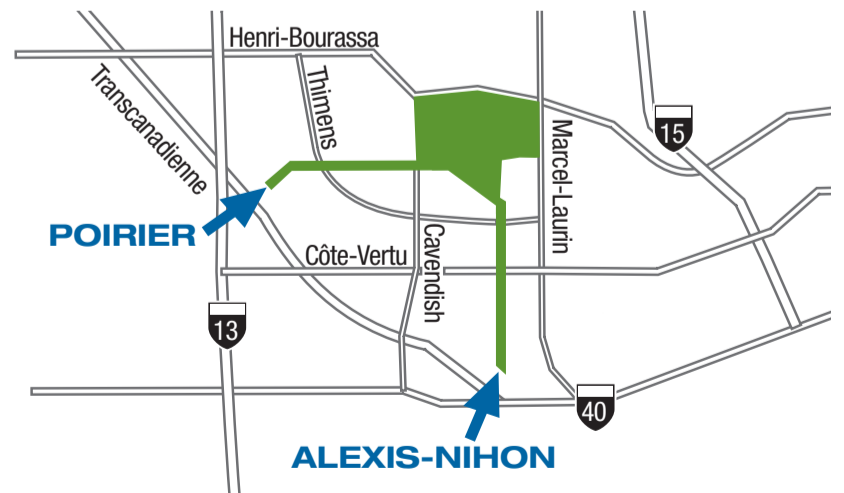 Henri-Bourassa
Transcanadienne
Thimens
Marcel-Laurin
15
POIRIER
Côte-Vertu
Cavendish
13
40
ALEXIS-NIHON